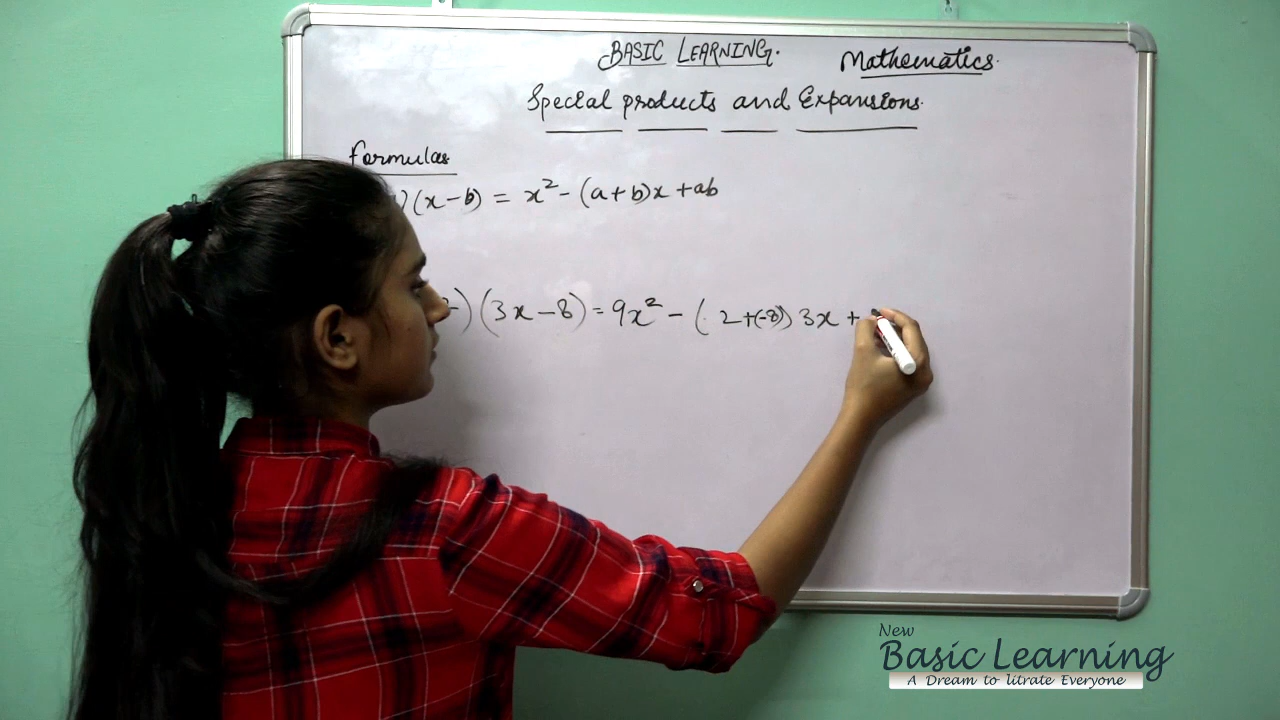 BASIC LEARNING. Mathematics.
Special products and Expansions.
Formulas
)(x-b) = x²-(a+b)x+ab
)(3x-8) = 9x² - (2+(-8)) 3x +
New
Basic Learning
A Dream to litrate Everyone